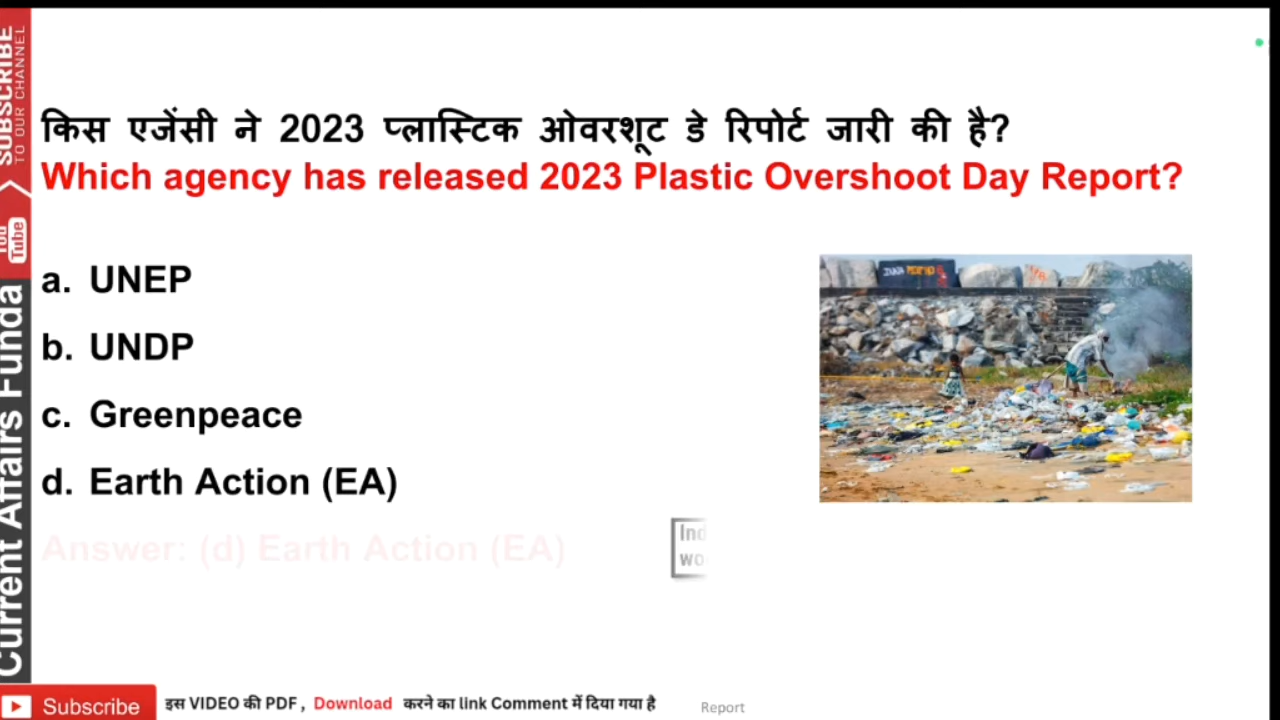 SUBSCRIBE
TO OUR CHANNEL
You
Tube
Current Affairs Funda
किस एजेंसी ने 2023 प्लास्टिक ओवरशूट डे रिपोर्ट जारी की है?
Which agency has released 2023 Plastic Overshoot Day Report?
a. UNEP
b. UNDP
c. Greenpeace
d. Earth Action (EA)
Answer: (d) Earth Action (EA)
Subscribe
इस VIDEO की PDF , Download करने का link Comment में दिया गया है
Report